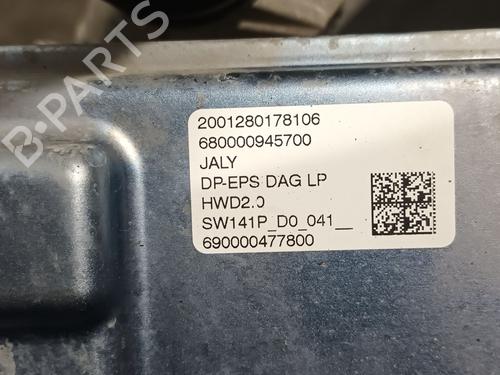 2001280178106
680000945700
JALY
DP-EPS DAG LP
HWD2.0
SW141P_D0_041__
690000477800
B-PARTS